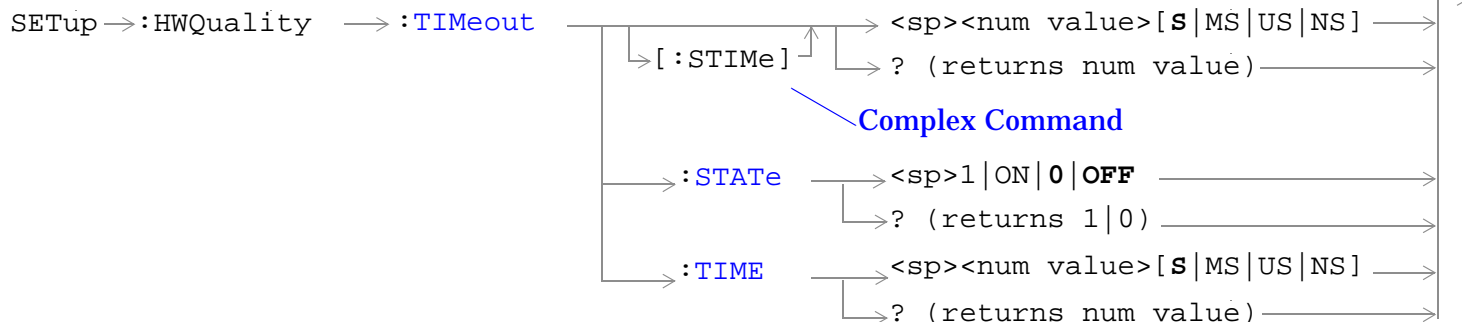 SETup :HWQuality :TIMeout <sp><num value>[S|MS|US|NS]
[:STIMe] ? (returns num value)
Complex Command
:STATe <sp>1|ON|0|OFF
? (returns 1|0)
:TIME <sp><num value>[S|MS|US|NS]
? (returns num value)